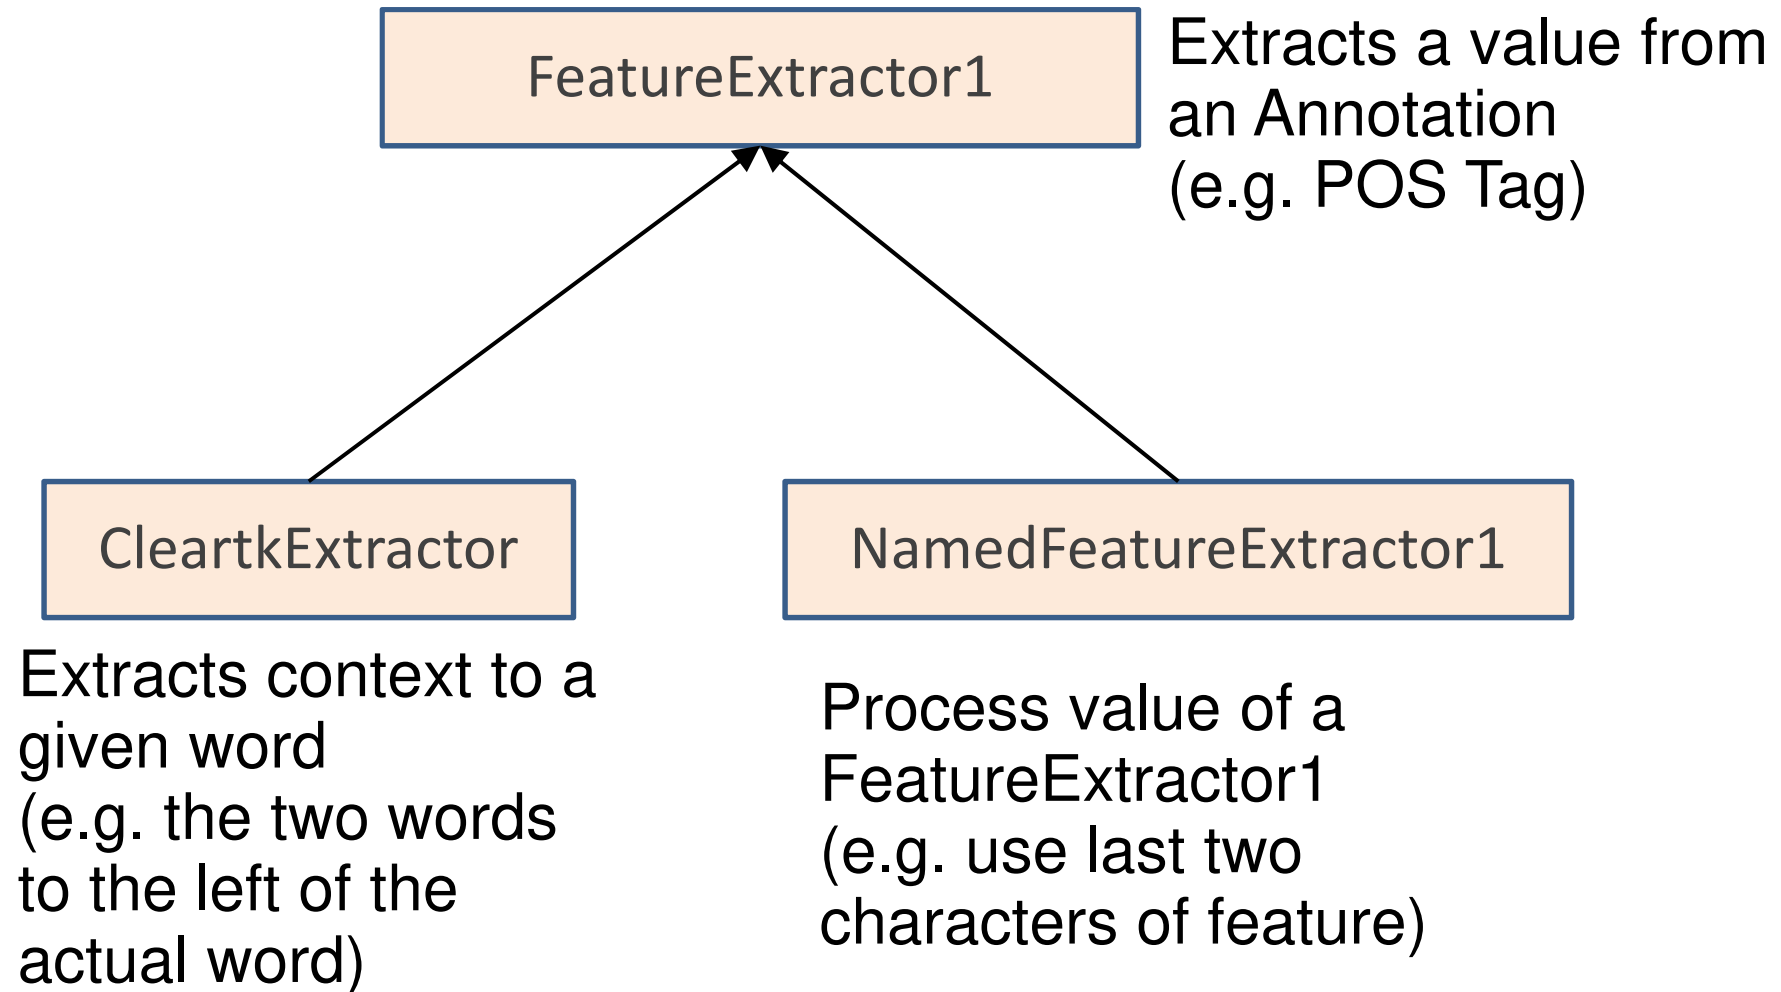 FeatureExtractor1
Extracts a value from
an Annotation
(e.g. POS Tag)
CleartkExtractor
NamedFeatureExtractor1
Extracts context to a
given word
(e.g. the two words
to the left of the
actual word)
Process value of a
FeatureExtractor1
(e.g. use last two
characters of feature)